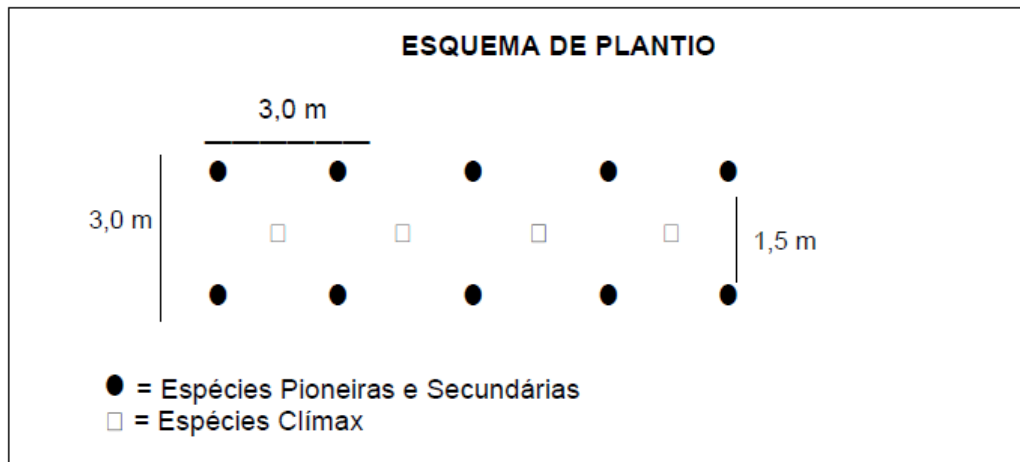 ESQUEMA DE PLANTIO
3,0 m
3,0 m
1,5 m
= Espécies Pioneiras e Secundárias
= Espécies Clímax